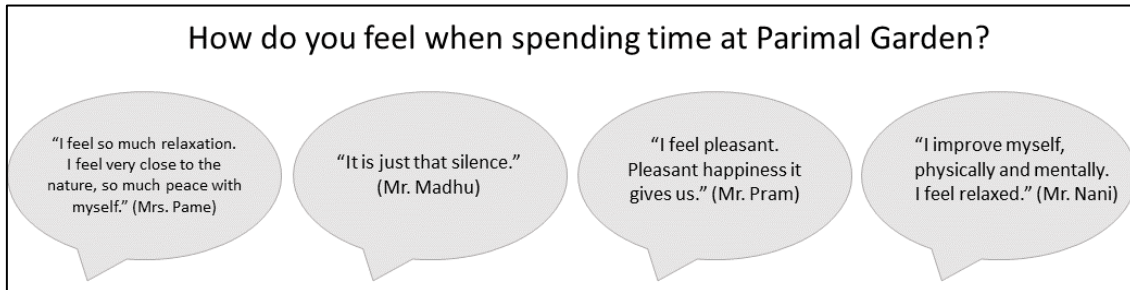 How do you feel when spending time at Parimal Garden?
“I feel so much relaxation.
I feel very close to the
nature, so much peace with
myself.” (Mrs. Pame)
“It is just that silence.”
(Mr. Madhu)
“I feel pleasant.
Pleasant happiness it
gives us.” (Mr. Pram)
“I improve myself,
physically and mentally.
I feel relaxed.” (Mr. Nani)